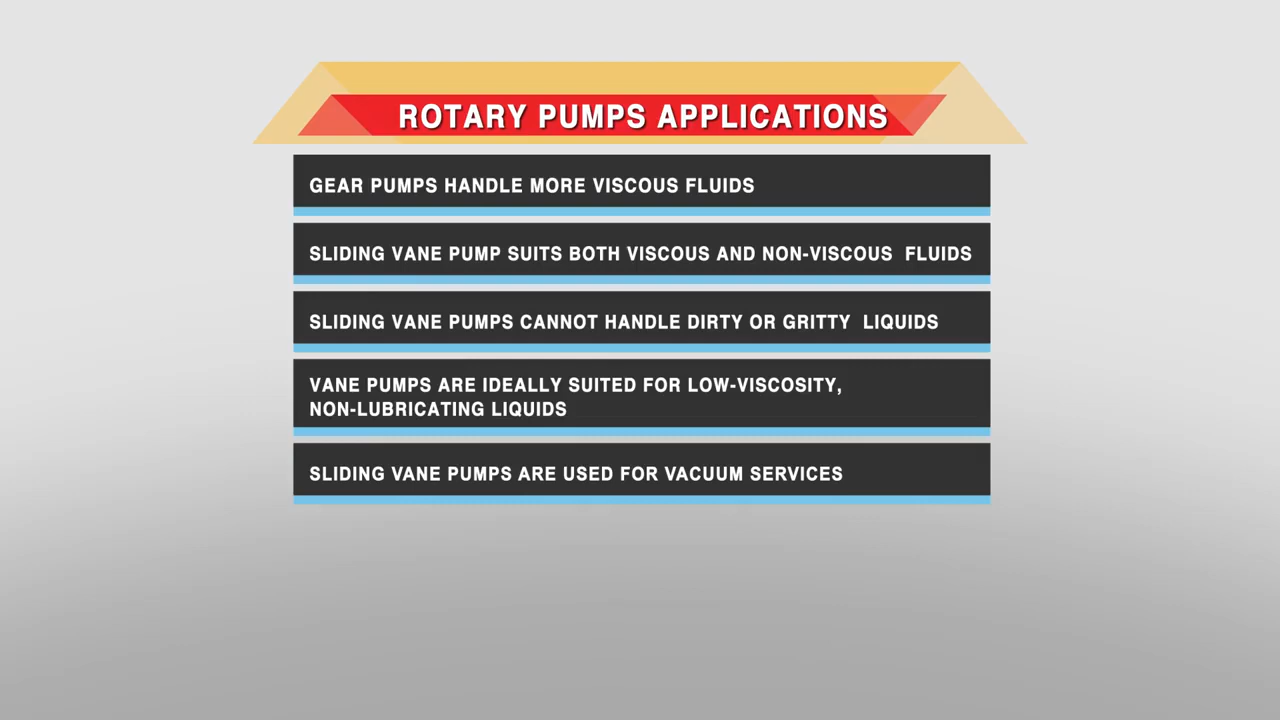 ROTARY PUMPS APPLICATIONS
GEAR PUMPS HANDLE MORE VISCOUS FLUIDS
SLIDING VANE PUMP SUITS BOTH VISCOUS AND NON-VISCOUS  FLUIDS
SLIDING VANE PUMPS CANNOT HANDLE DIRTY OR GRITTY  LIQUIDS
VANE PUMPS ARE IDEALLY SUITED FOR LOW-VISCOSITY,
NON-LUBRICATING LIQUIDS
SLIDING VANE PUMPS ARE USED FOR VACUUM SERVICES